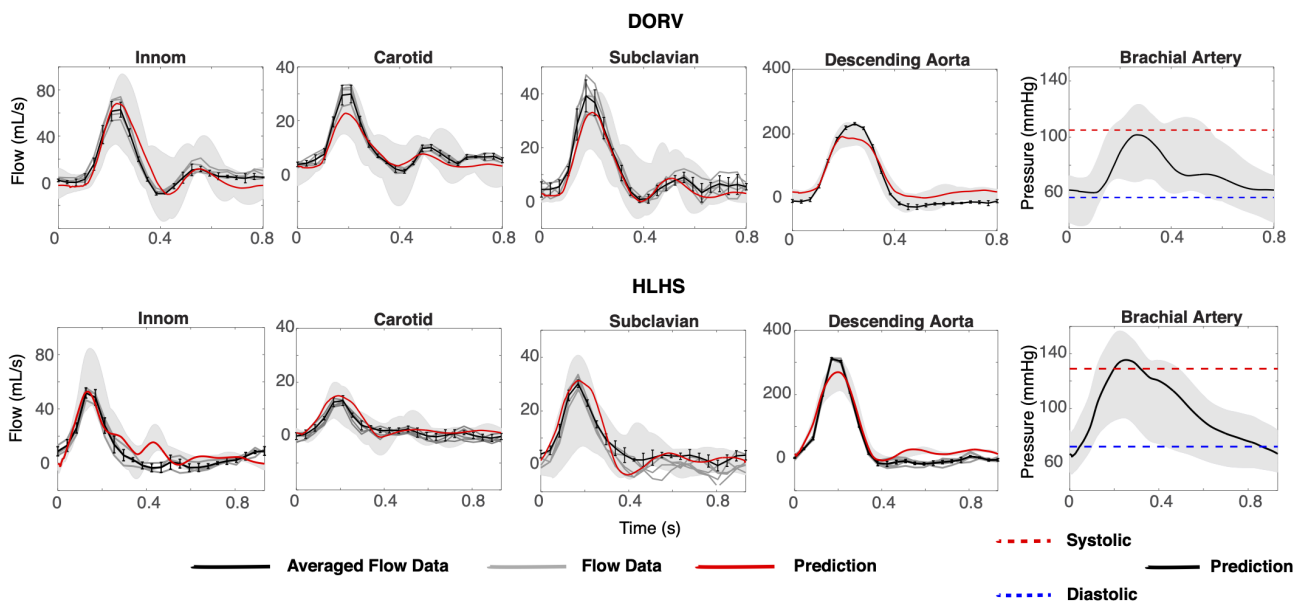 DORV
Innom
Carotid
Subclavian
Descending Aorta
Brachial Artery
Flow (mL/s)
80
40
0
0
0.4
0.8
40
20
0
0
0.4
0.8
40
20
0
0
0.4
0.8
400
200
0
0
0.4
0.8
Pressure (mmHg)
140
100
60
0
0.4
0.8
HLHS
Innom
Carotid
Subclavian
Descending Aorta
Brachial Artery
Flow (mL/s)
80
40
0
0
0.4
0.8
40
20
0
0
0.4
0.8
40
20
0
0
0.4
0.8
400
200
0
0
0.4
0.8
Pressure (mmHg)
140
100
60
0
0.4
0.8
Time (s)
Averaged Flow Data
Flow Data
Prediction
Systolic
Prediction
Diastolic